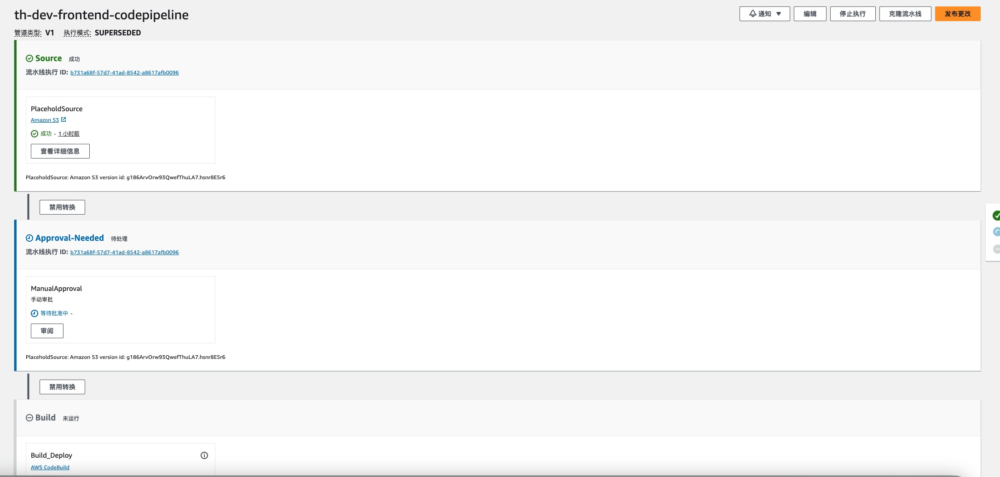 th-dev-frontend-codepipeline
通知 编辑 停止执行 克隆流水线 发布更改
管道类型: V1 执行模式: SUPERSEDED
Source 成功
流水线执行 ID: b731a68f-57d7-41ad-8542-a8617afb0096
PlaceholdSource
Amazon S3
成功 - 1 小时前
查看详细信息
PlaceholdSource: Amazon S3 version id: g186ArvOrw93QwefThuLA7.hsnr8E5r6
禁用转换
Approval-Needed 待处理
流水线执行 ID: b731a68f-57d7-41ad-8542-a8617afb0096
ManualApproval
手动审批
等待批准中 -
审阅
PlaceholdSource: Amazon S3 version id: g186ArvOrw93QwefThuLA7.hsnr8E5r6
禁用转换
Build 未运行
Build_Deploy
AWS CodeBuild